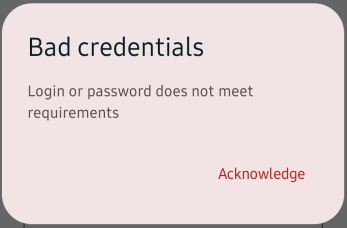 Bad credentials
Login or password does not meet
requirements
Acknowledge